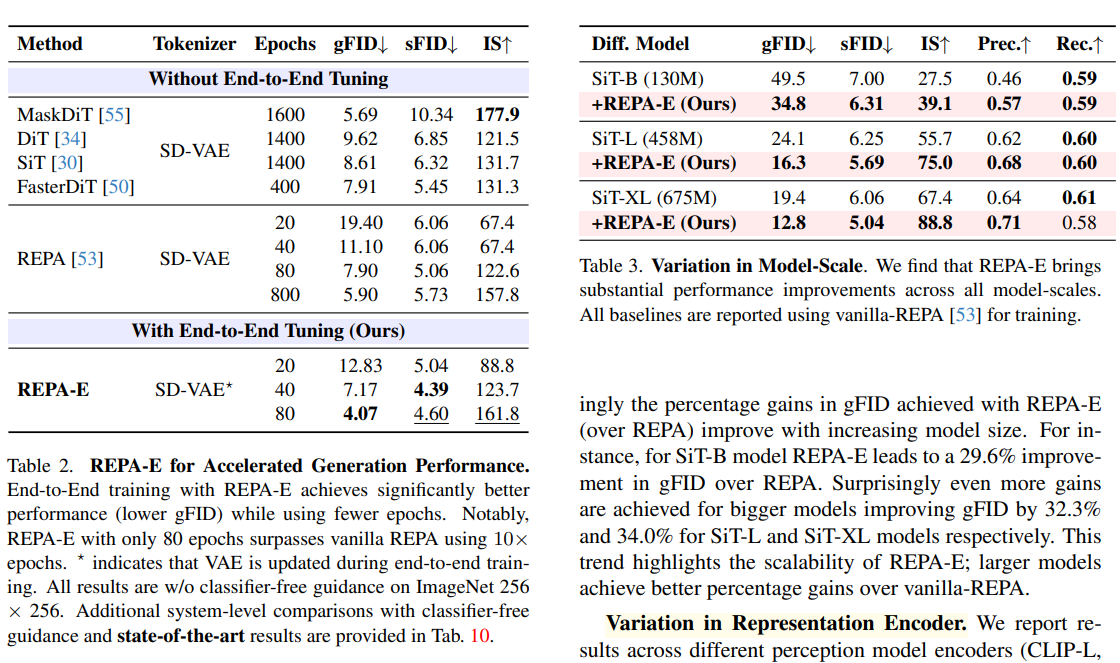 Method Tokenizer Epochs gFID↓ sFID↓ IS↑
Without End-to-End Tuning
MaskDiT [55] 1600 5.69 10.34 177.9
DiT [34] 1400 9.62 6.85 121.5
SD-VAE
SiT [30] 1400 8.61 6.32 131.7
FasterDiT [50] 400 7.91 5.45 131.3
20 19.40 6.06 67.4
40 11.10 6.06 67.4
REPA [53] SD-VAE
80 7.90 5.06 122.6
800 5.90 5.73 157.8
With End-to-End Tuning (Ours)
20 12.83 5.04 88.8
REPA-E SD-VAE* 40 7.17 4.39 123.7
80 4.07 4.60 161.8
Table 2. REPA-E for Accelerated Generation Performance.
End-to-End training with REPA-E achieves significantly better
performance (lower gFID) while using fewer epochs. Notably,
REPA-E with only 80 epochs surpasses vanilla REPA using 10×
epochs. * indicates that VAE is updated during end-to-end train-
ing. All results are w/o classifier-free guidance on ImageNet 256
× 256. Additional system-level comparisons with classifier-free
guidance and state-of-the-art results are provided in Tab. 10.
Diff. Model gFID↓ sFID↓ IS↑ Prec.↑ Rec.↑
SiT-B (130M) 49.5 7.00 27.5 0.46 0.59
+REPA-E (Ours) 34.8 6.31 39.1 0.57 0.59
SiT-L (458M) 24.1 6.25 55.7 0.62 0.60
+REPA-E (Ours) 16.3 5.69 75.0 0.68 0.60
SiT-XL (675M) 19.4 6.06 67.4 0.64 0.61
+REPA-E (Ours) 12.8 5.04 88.8 0.71 0.58
Table 3. Variation in Model-Scale. We find that REPA-E brings
substantial performance improvements across all model-scales.
All baselines are reported using vanilla-REPA [53] for training.
ingly the percentage gains in gFID achieved with REPA-E
(over REPA) improve with increasing model size. For in-
stance, for SiT-B model REPA-E leads to a 29.6% improve-
ment in gFID over REPA. Surprisingly even more gains
are achieved for bigger models improving gFID by 32.3%
and 34.0% for SiT-L and SiT-XL models respectively. This
trend highlights the scalability of REPA-E; larger models
achieve better percentage gains over vanilla-REPA.
Variation in Representation Encoder. We report re-
sults across different perception model encoders (CLIP-L,